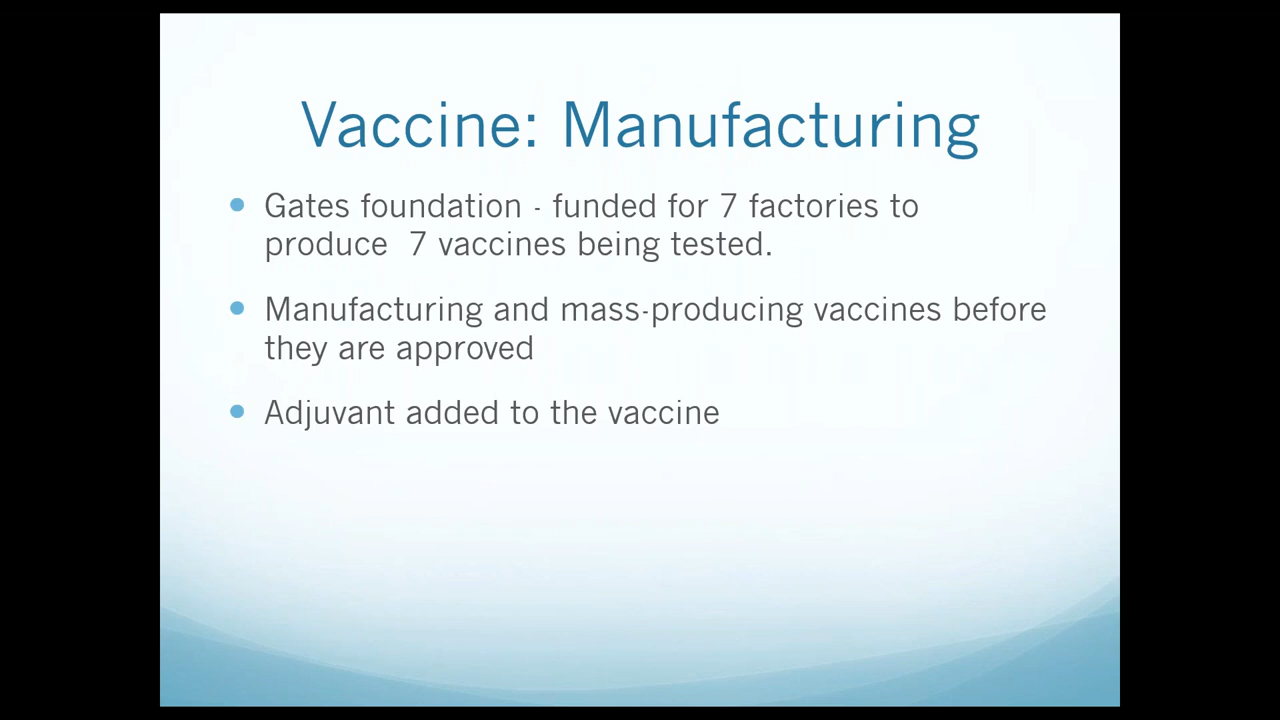 Vaccine: Manufacturing
• Gates foundation - funded for 7 factories to
produce  7 vaccines being tested.
• Manufacturing and mass-producing vaccines before
they are approved
• Adjuvant added to the vaccine